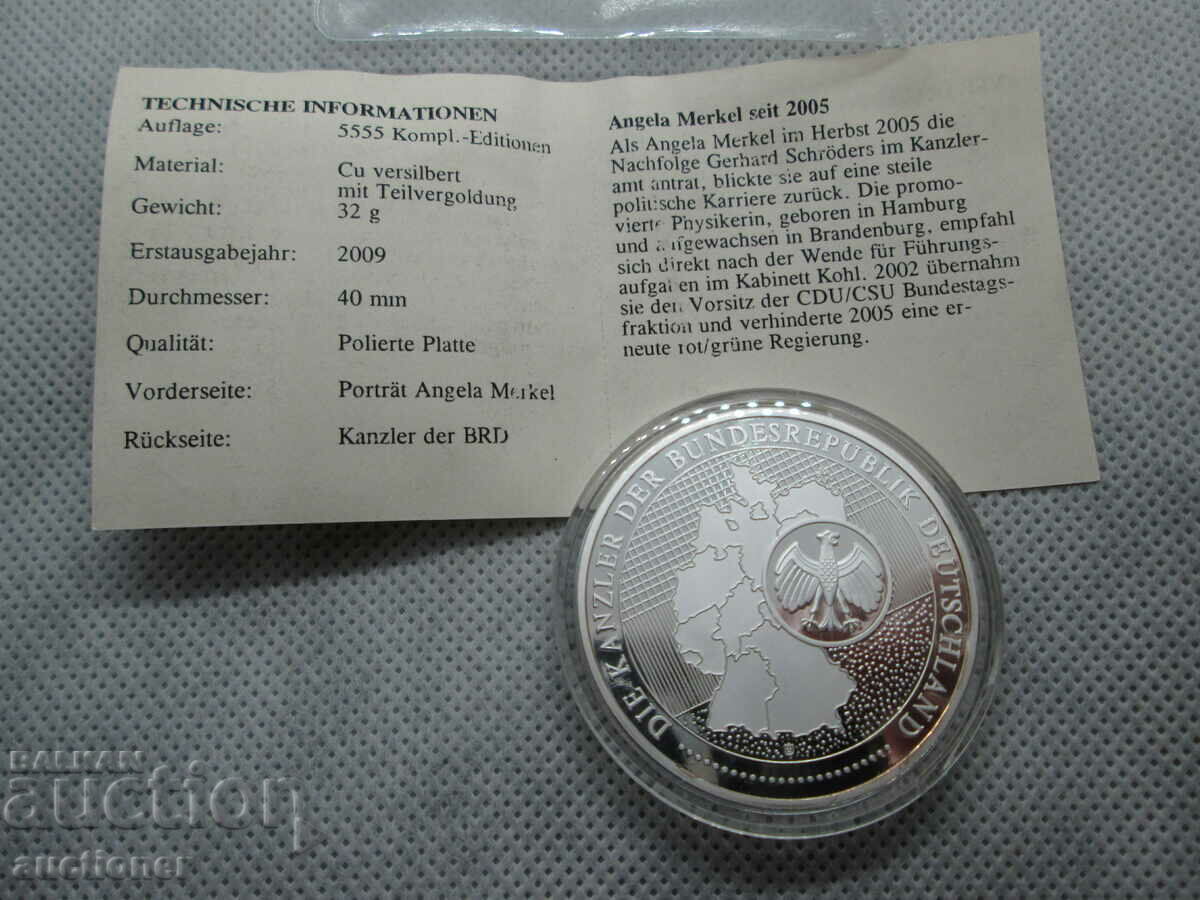 TECHNISCHE INFORMATIONEN
Auflage: 5555 Kompl.-Editionen
Material: Cu versilbert
mit Teilvergoldung
Gewicht: 32 g
Erstausgabejahr: 2009
Durchmesser: 40 mm
Qualität: Polierte Platte
Vorderseite: Porträt Angela Merkel
Rückseite: Kanzler der BRD
Angela Merkel seit 2005
Als Angela Merkel im Herbst 2005 die
Nachfolge Gerhard Schröders im Kanzler-
amt antrat, blickte sie auf eine steile
politische Karriere zurück. Die promo-
vierte Physikerin, geboren in Hamburg
und aufgewachsen in Brandenburg, empfahl
sich direkt nach der Wende für Führungs-
aufgaben im Kabinett Kohl. 2002 übernahm
sie den Vorsitz der CDU/CSU Bundestags-
fraktion und verhinderte 2005 eine er-
neute rot/grüne Regierung.
DIE KANZLER DER BUNDESREPUBLIK DEUTSCHLAND
BALKAN
auction
auctioner